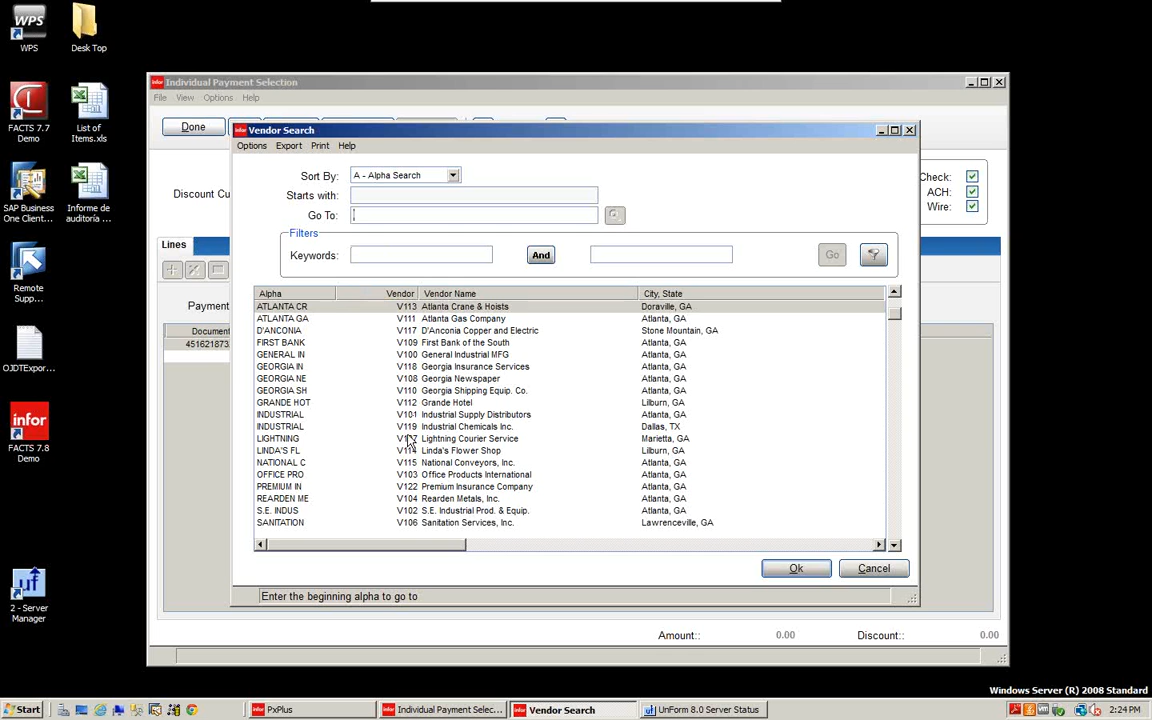 WPS
WPS
Desk Top
FACTS 7.7
Demo
List of
Items.xls
SAP Business
One Client...
Informe de
auditoría ...
Remote
Supp...
OJDTExpor...
infor
FACTS 7.8
Demo
uf
2 - Server
Manager
infor Individual Payment Selection
File View Options Help
Done
Discount Cu
Check:
ACH:
Wire:
Lines
Payment
Document
451621873
Amount:: 0.00 Discount:: 0.00
infor Vendor Search
Options Export Print Help
Sort By: A - Alpha Search
Starts with:
Go To:
Filters
Keywords: And Go
Alpha Vendor Vendor Name City, State
ATLANTA CR V113 Atlanta Crane & Hoists Doraville, GA
ATLANTA GA V111 Atlanta Gas Company Atlanta, GA
D'ANCONIA V117 D'Anconia Copper and Electric Stone Mountain, GA
FIRST BANK V109 First Bank of the South Atlanta, GA
GENERAL IN V100 General Industrial MFG Atlanta, GA
GEORGIA IN V118 Georgia Insurance Services Atlanta, GA
GEORGIA NE V108 Georgia Newspaper Atlanta, GA
GEORGIA SH V110 Georgia Shipping Equip. Co. Atlanta, GA
GRANDE HOT V112 Grande Hotel Lilburn, GA
INDUSTRIAL V101 Industrial Supply Distributors Atlanta, GA
INDUSTRIAL V119 Industrial Chemicals Inc. Dallas, TX
LIGHTNING Lightning Courier Service Marietta, GA
LINDA'S FL V114 Linda's Flower Shop Lilburn, GA
NATIONAL C V115 National Conveyors, Inc. Atlanta, GA
OFFICE PRO V103 Office Products International Atlanta, GA
PREMIUM IN V122 Premium Insurance Company Atlanta, GA
REARDEN ME V104 Rearden Metals, Inc. Atlanta, GA
S.E. INDUS V102 S.E. Industrial Prod. & Equip. Atlanta, GA
SANITATION V106 Sanitation Services, Inc. Lawrenceville, GA
Ok Cancel
Enter the beginning alpha to go to
Windows Server (R) 2008 Standard
Start
infor PxPlus
infor Individual Payment Selec...
infor Vendor Search
uf UnForm 8.0 Server Status
2:24 PM